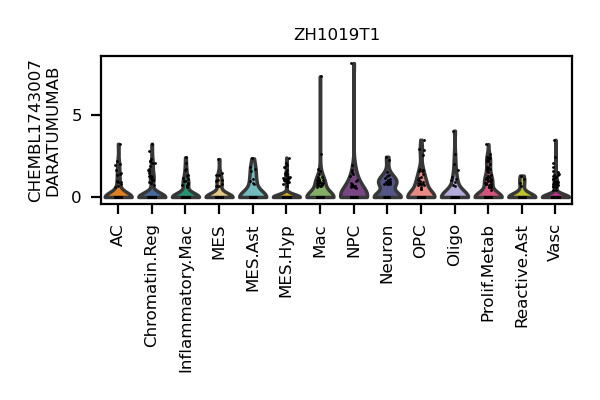 ZH1019T1
CHEMBL1743007
DARATUMUMAB
5
0
AC
Chromatin.Reg
Inflammatory.Mac
MES
MES.Ast
MES.Hyp
Mac
NPC
Neuron
OPC
Oligo
Prolif.Metab
Reactive.Ast
Vasc